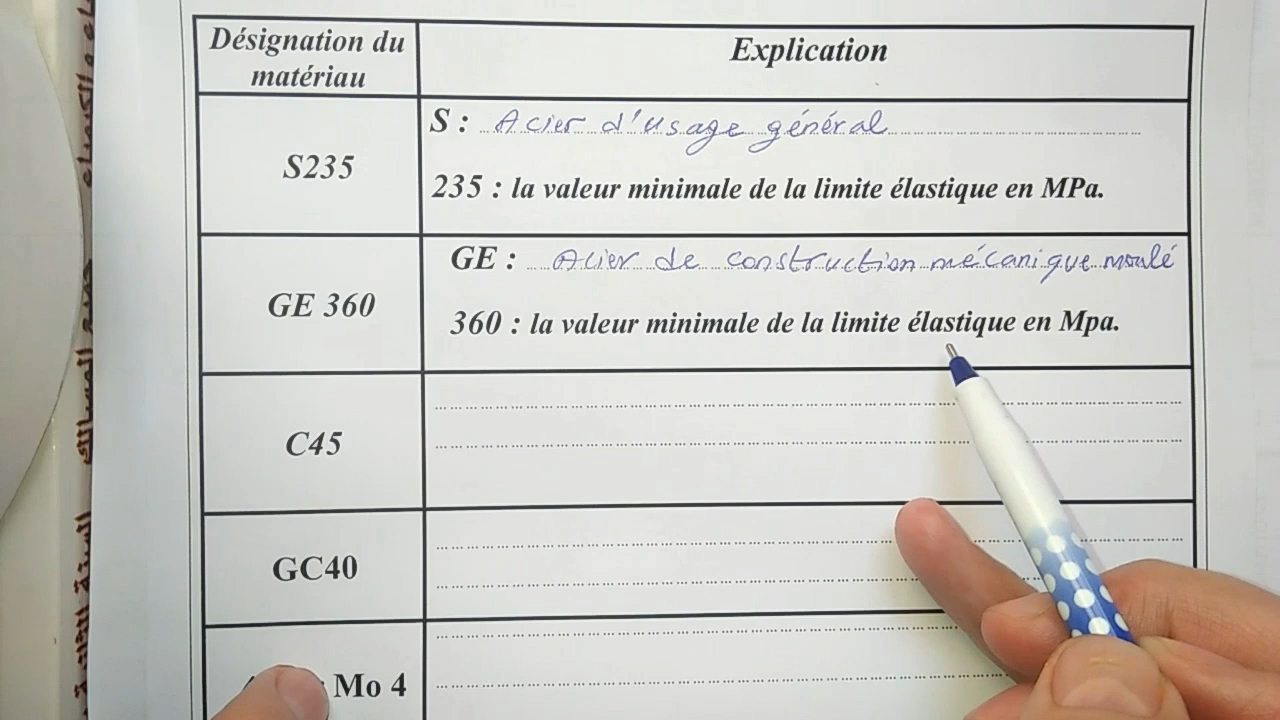 Désignation du
matériau
Explication
S235
S : Acier d'usage général
235 : la valeur minimale de la limite élastique en MPa.
GE 360
GE : Acier de construction mécanique moulé
360 : la valeur minimale de la limite élastique en Mpa.
C45
GC40
Mo 4